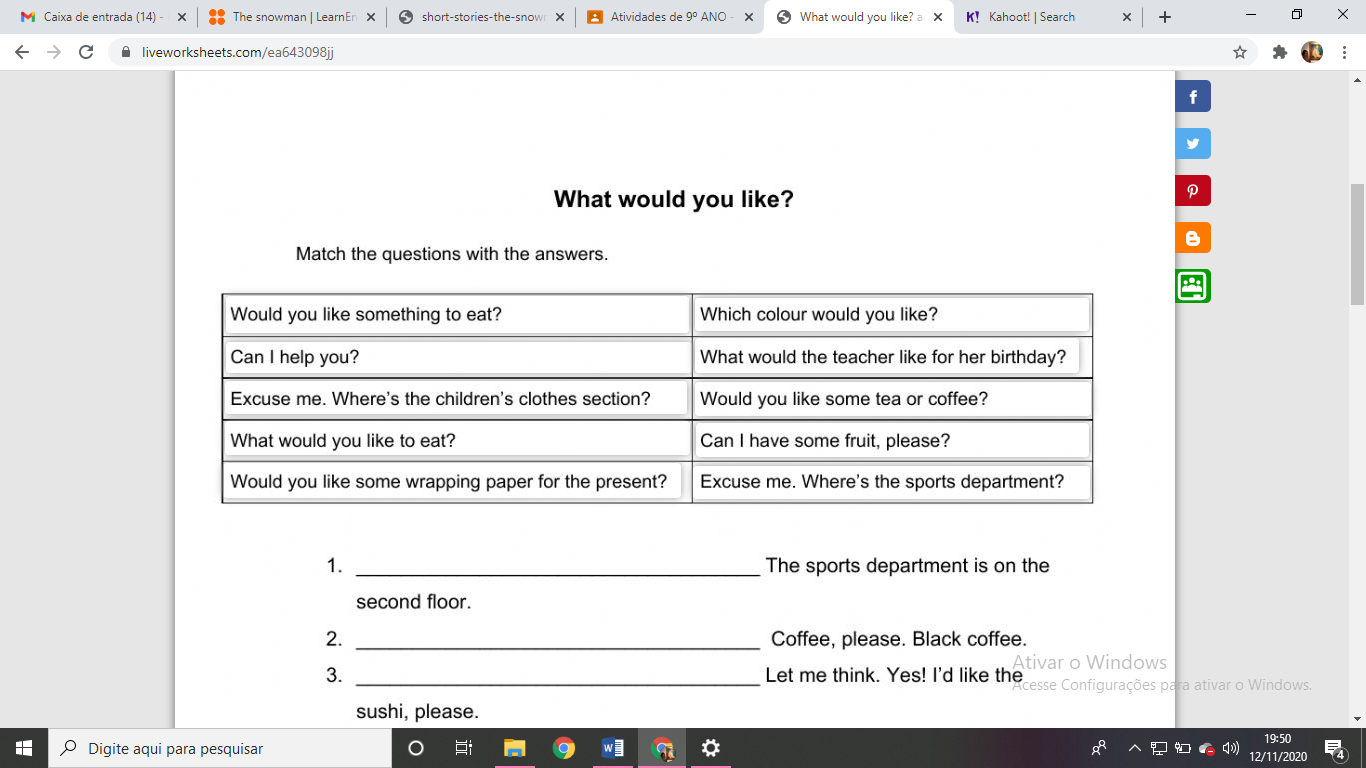 Caixa de entrada (14) -
The snowman | LearnEn
short-stories-the-snown
Atividades de 9º ANO -
What would you like? a
Kahoot! | Search
liveworksheets.com/ea643098jj
What would you like?
Match the questions with the answers.
Would you like something to eat?
Which colour would you like?
Can I help you?
What would the teacher like for her birthday?
Excuse me. Where's the children's clothes section?
Would you like some tea or coffee?
What would you like to eat?
Can I have some fruit, please?
Would you like some wrapping paper for the present?
Excuse me. Where's the sports department?
1. ____________________ The sports department is on the
second floor.
2. ____________________ Coffee, please. Black coffee.
3. ____________________ Let me think. Yes! I'd like the
sushi, please.
Ativar o Windows
Acesse Configurações para ativar o Windows.
Digite aqui para pesquisar
19:50
12/11/2020
4